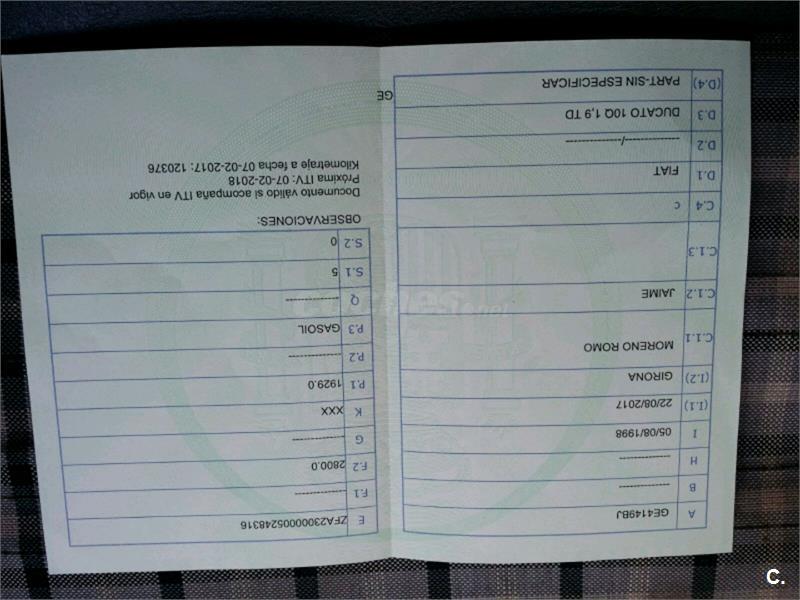 A GE4149BJ
B --------------
H --------------
I 05/08/1998
(I.1) 22/08/2017
(I.2) GIRONA
C.1.1 MORENO ROMO
C.1.2 JAIME
C.1.3
C.4 c
D.1 FIAT
D.2 --------------/--------------
D.3 DUCATO 10Q 1,9 TD
(D.4) PART-SIN ESPECIFICAR
E ZFA23000005248316
F.1 --------------
F.2 2800.0
G --------------
K XXX
P.1 1929.0
P.2 --------------
P.3 GASOIL
Q --------------
S.1 5
S.2 0
OBSERVACIONES:
Documento válido si acompaña ITV en vigor
Próxima ITV: 07-02-2018
Kilometraje a fecha 07-02-2017: 120376
GE
coches.net
C.